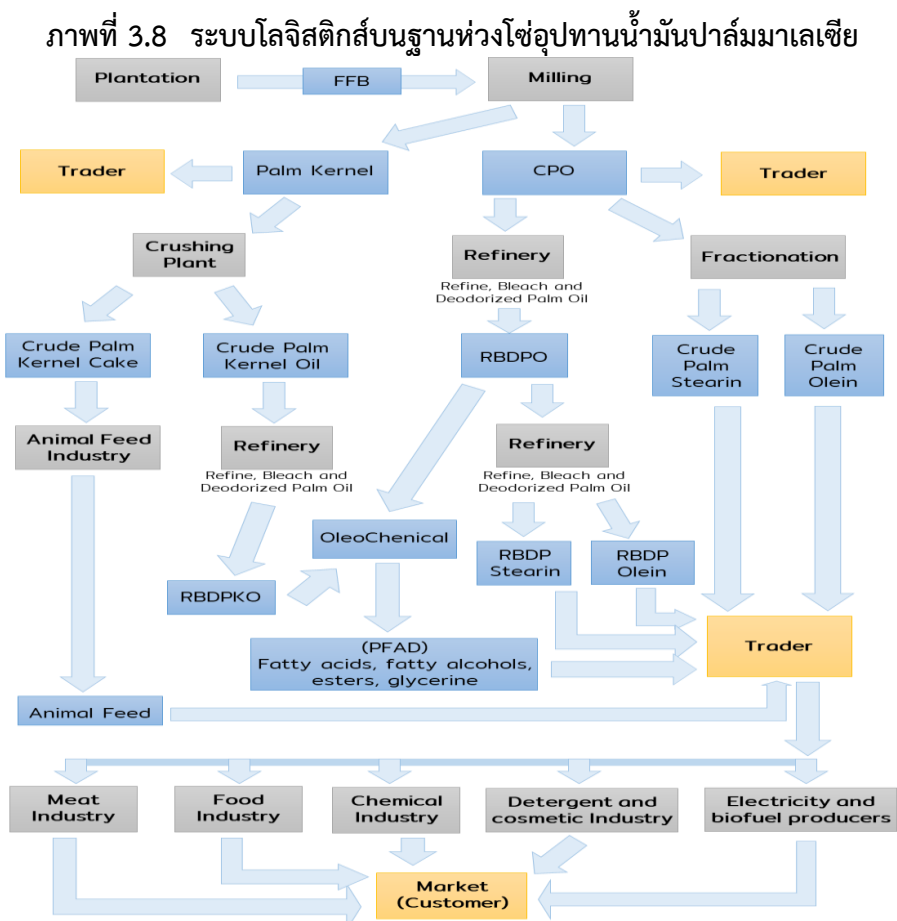 ภาพที่ 3.8 ระบบโลจิสติกส์บนฐานห่วงโซ่อุปทานน้ำมันปาล์มมาเลเซีย
Plantation
FFB
Milling
Trader
Palm Kernel
CPO
Trader
Crushing
Plant
Refinery
Refine, Bleach and
Deodorized Palm Oil
Fractionation
Crude Palm
Kernel Cake
Crude Palm
Kernel Oil
RBDPO
Crude
Palm
Stearin
Crude
Palm
Olein
Animal Feed
Industry
Refinery
Refine, Bleach and
Deodorized Palm Oil
Refinery
Refine, Bleach and
Deodorized Palm Oil
OleoChenical
RBDP
Stearin
RBDP
Olein
RBDPKO
(PFAD)
Fatty acids, fatty alcohols,
esters, glycerine
Trader
Animal Feed
Meat
Industry
Food
Industry
Chemical
Industry
Detergent and
cosmetic Industry
Electricity and
biofuel producers
Market
(Customer)